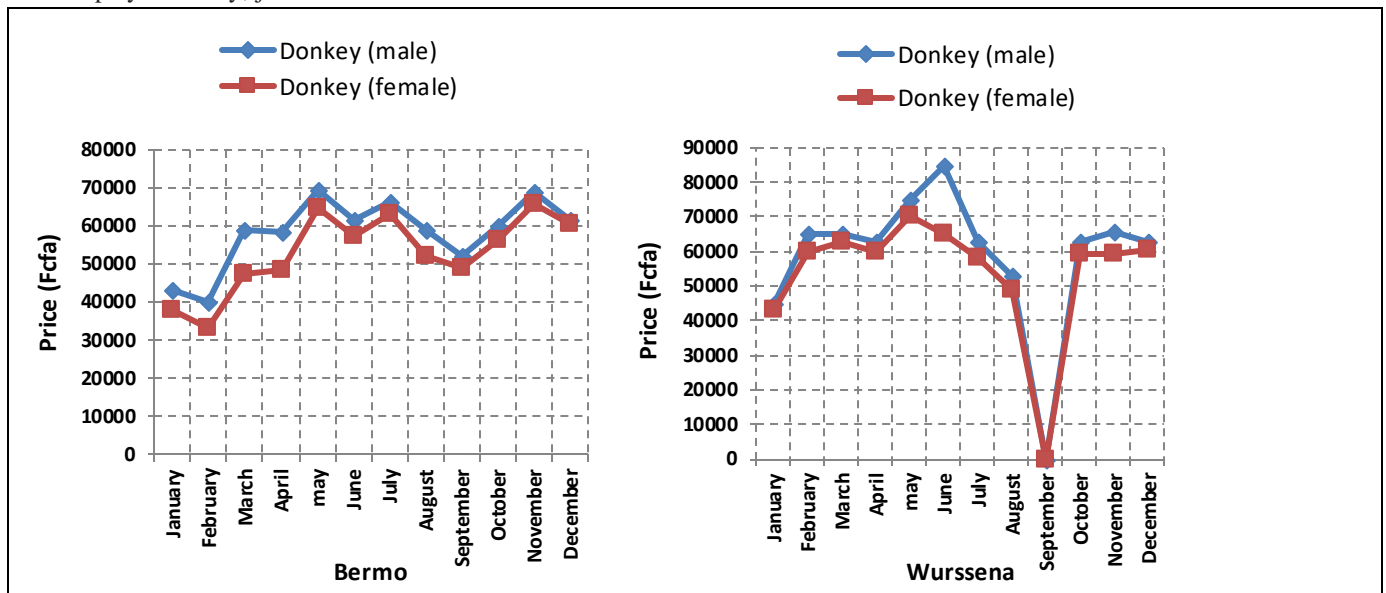 Donkey (male)
Donkey (female)
80000
70000
60000
50000
40000
30000
20000
10000
0
Price (Fcfa)
January
February
March
April
may
June
July
August
September
October
November
December
Bermo
Donkey (male)
Donkey (female)
90000
80000
70000
60000
50000
40000
30000
20000
10000
0
Price (Fcfa)
January
February
March
April
may
June
July
August
September
October
November
December
Wurssena